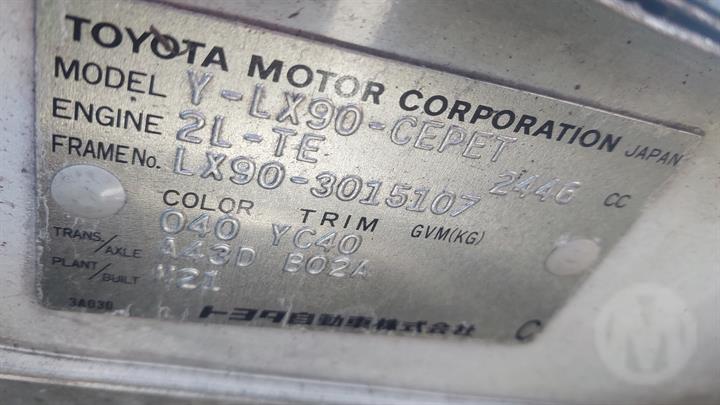 TOYOTA MOTOR CORPORATION JAPAN
MODEL Y-LX90-CEPET
ENGINE 2L-TE 2446 CC
FRAME No. LX90-3015107
COLOR TRIM GVM(KG)
040 YC40
TRANS/AXLE A43D B02A
PLANT/BUILT M21
3A030
トヨタ自動車株式会社 C